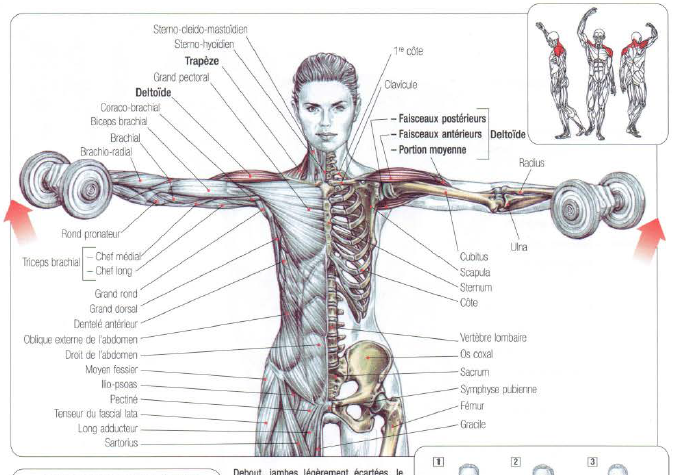 Sterno-cleido-mastoïdien
Sterno-hyoïdien
Trapèze
Grand pectoral
Deltoïde
Coraco-brachial
Biceps brachial
Brachial
Brachio-radial
Rond pronateur
Triceps brachial
– Chef médial
– Chef long
Grand rond
Grand dorsal
Dentelé antérieur
Oblique externe de l'abdomen
Droit de l'abdomen
Moyen fessier
Ilio-psoas
Pectiné
Tenseur du fascial lata
Long adducteur
Sartorius
1re côte
Clavicule
– Faisceaux postérieurs
– Faisceaux antérieurs
– Portion moyenne
Deltoïde
Radius
Ulna
Cubitus
Scapula
Sternum
Côte
Vertèbre lombaire
Os coxal
Sacrum
Symphyse pubienne
Fémur
Gracile
Debout, jambes légèrement écartées, le
1
2
3